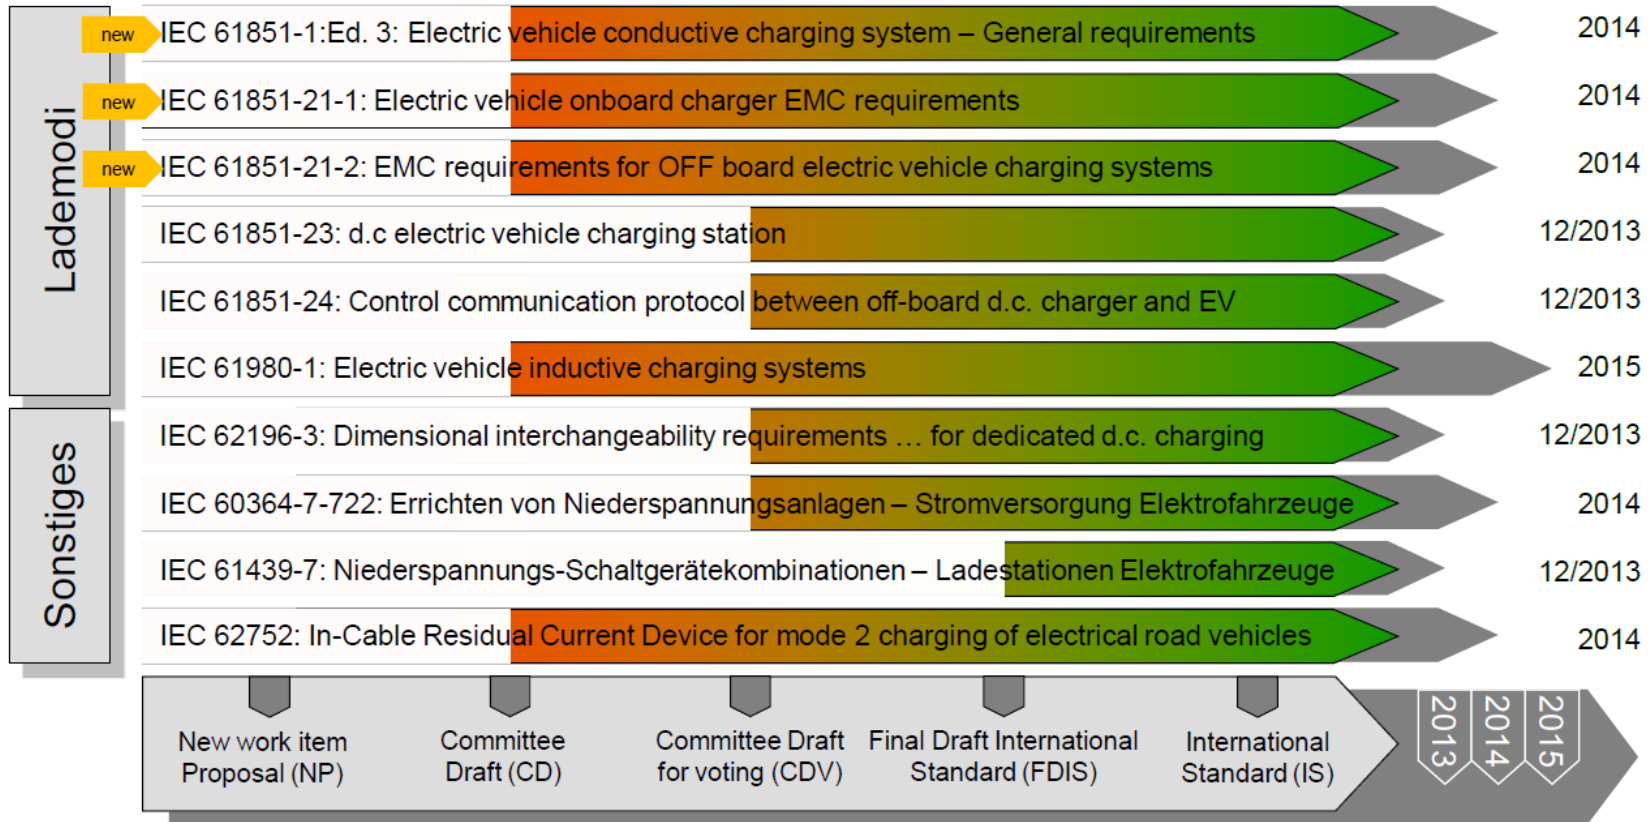 Lademodi
new
IEC 61851-1:Ed. 3: Electric vehicle conductive charging system – General requirements
2014
new
IEC 61851-21-1: Electric vehicle onboard charger EMC requirements
2014
new
IEC 61851-21-2: EMC requirements for OFF board electric vehicle charging systems
2014
IEC 61851-23: d.c electric vehicle charging station
12/2013
IEC 61851-24: Control communication protocol between off-board d.c. charger and EV
12/2013
IEC 61980-1: Electric vehicle inductive charging systems
2015
Sonstiges
IEC 62196-3: Dimensional interchangeability requirements … for dedicated d.c. charging
12/2013
IEC 60364-7-722: Errichten von Niederspannungsanlagen – Stromversorgung Elektrofahrzeuge
2014
IEC 61439-7: Niederspannungs-Schaltgerätekombinationen – Ladestationen Elektrofahrzeuge
12/2013
IEC 62752: In-Cable Residual Current Device for mode 2 charging of electrical road vehicles
2014
New work item
Proposal (NP)
Committee
Draft (CD)
Committee Draft
for voting (CDV)
Final Draft International
Standard (FDIS)
International
Standard (IS)
2013
2014
2015